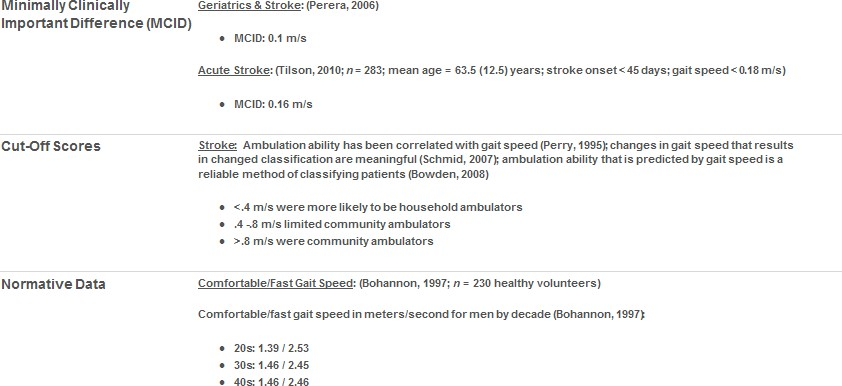 Minimally Clinically
Important Difference (MCID)
Geriatrics & Stroke: (Perera, 2006)
• MCID: 0.1 m/s
Acute Stroke: (Tilson, 2010; n = 283; mean age = 63.5 (12.5) years; stroke onset < 45 days; gait speed < 0.18 m/s)
• MCID: 0.16 m/s
Cut-Off Scores
Stroke: Ambulation ability has been correlated with gait speed (Perry, 1995); changes in gait speed that results
in changed classification are meaningful (Schmid, 2007); ambulation ability that is predicted by gait speed is a
reliable method of classifying patients (Bowden, 2008)
• <.4 m/s were more likely to be household ambulators
• .4 -.8 m/s limited community ambulators
• >.8 m/s were community ambulators
Normative Data
Comfortable/Fast Gait Speed: (Bohannon, 1997; n = 230 healthy volunteers)
Comfortable/fast gait speed in meters/second for men by decade (Bohannon, 1997):
• 20s: 1.39 / 2.53
• 30s: 1.46 / 2.45
• 40s: 1.46 / 2.46